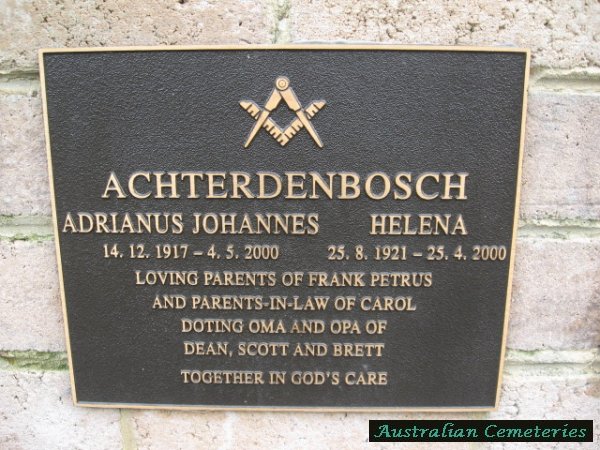 ACHTERDENBOSCH
ADRIANUS JOHANNES HELENA
14. 12. 1917 – 4. 5. 2000 25. 8. 1921 – 25. 4. 2000
LOVING PARENTS OF FRANK PETRUS
AND PARENTS-IN-LAW OF CAROL
DOTING OMA AND OPA OF
DEAN, SCOTT AND BRETT
TOGETHER IN GOD'S CARE
Australian Cemeteries